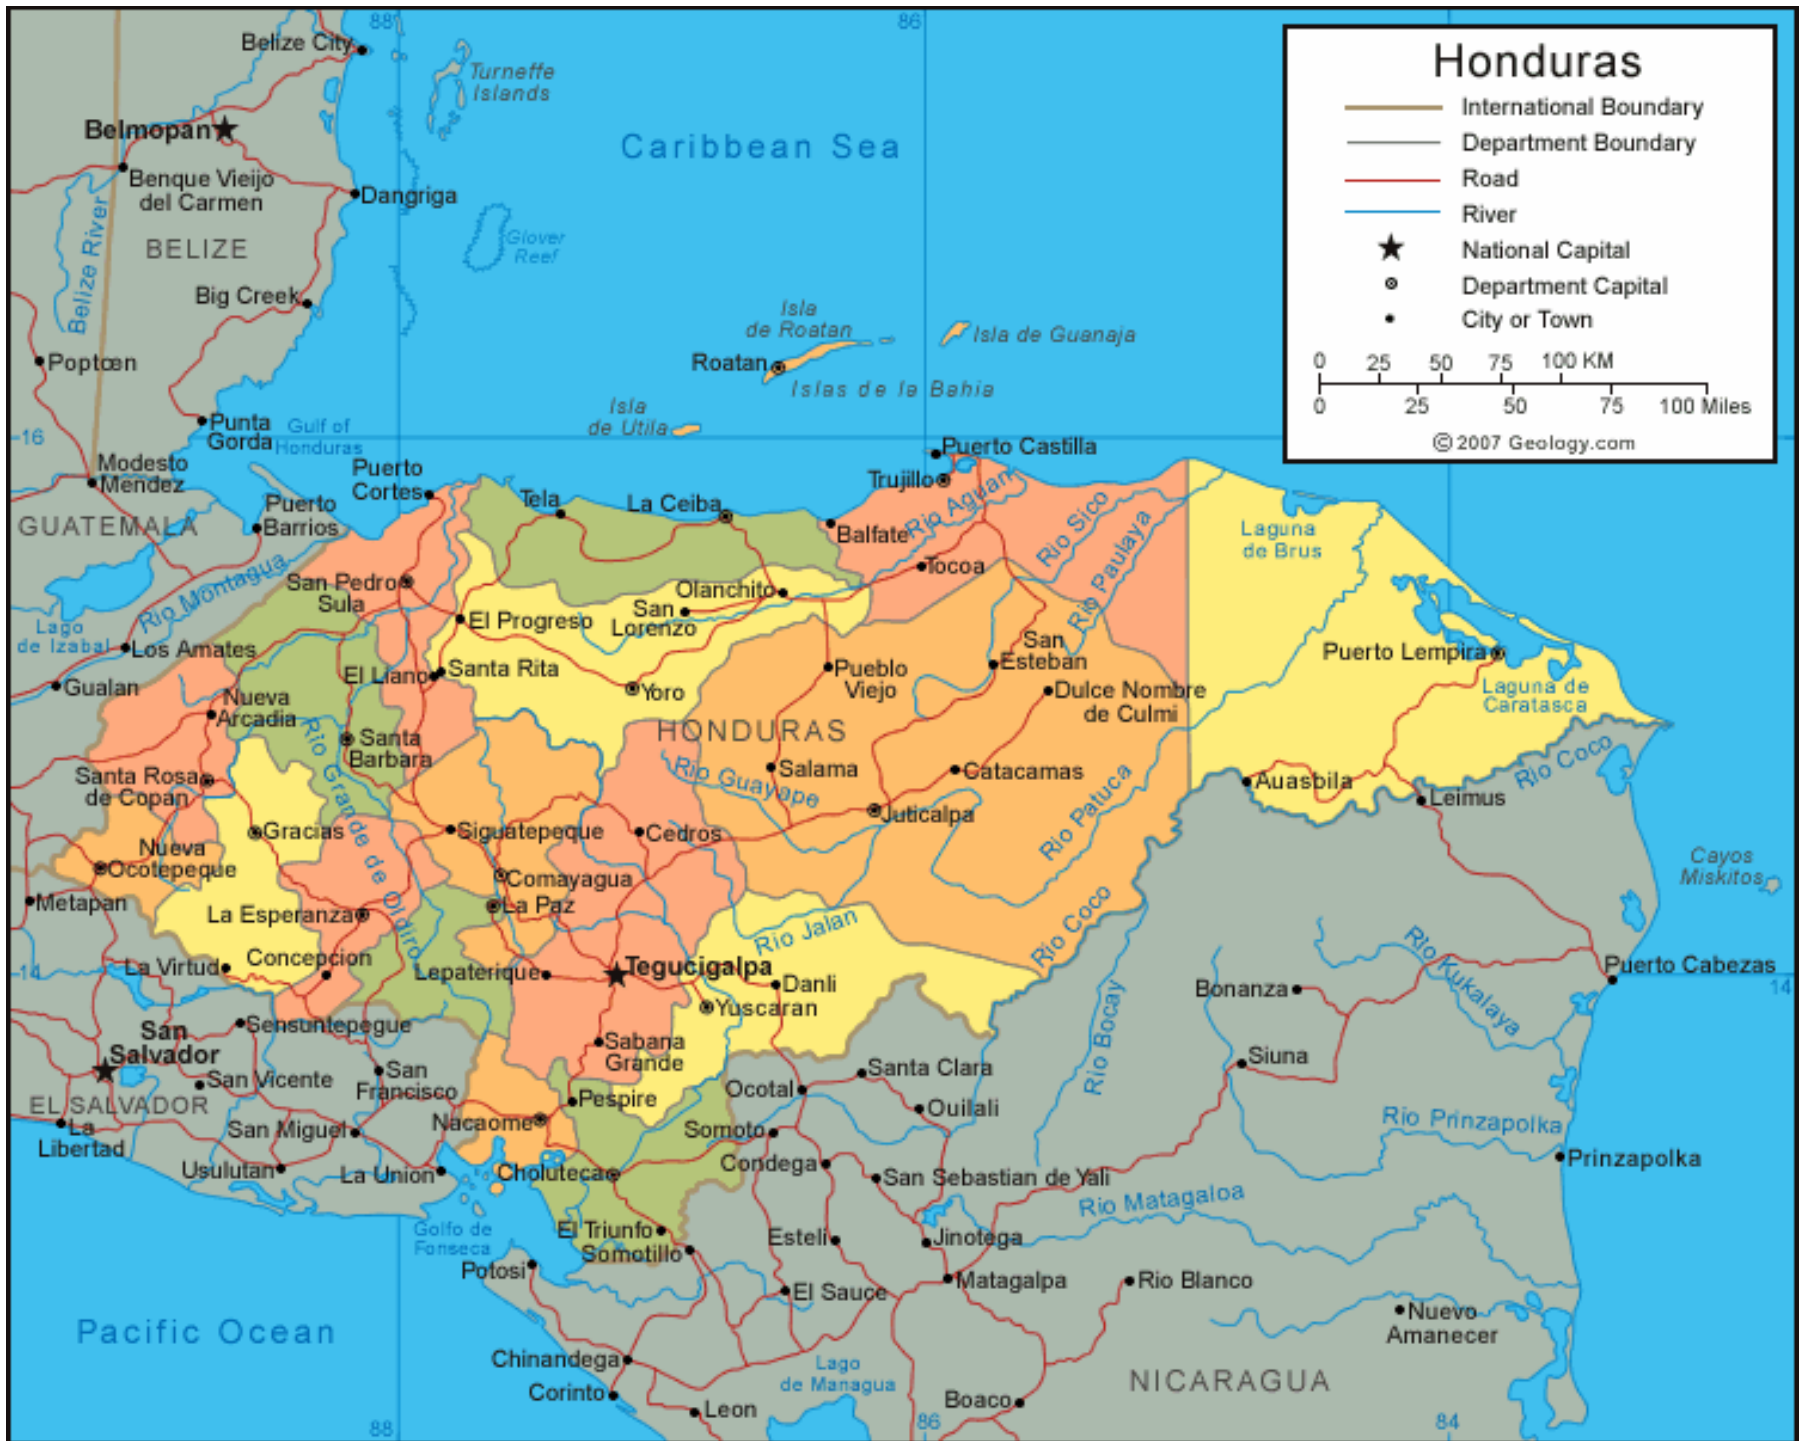 88
86
Belize City
Turneffe
Islands
Honduras
International Boundary
Department Boundary
Road
River
National Capital
Department Capital
City or Town
0 25 50 75 100 KM
0 25 50 75 100 Miles
© 2007 Geology.com
Belmopan
Caribbean Sea
Benque Vieijo
del Carmen
Dangriga
Belize River
BELIZE
Glover
Reef
Big Creek
Isla
de Roatan
Isla de Guanaja
Poptœn
Roatan
Islas de la Bahia
Isla
de Utila
Punta
Gorda
Gulf of
Honduras
16
Puerto Castilla
Modesto
Mendez
Puerto
Cortes
Trujillo
Tela
La Ceiba
Rio Aguan
Puerto
Barrios
GUATEMALA
Balfate
Rio Sico
Rio Paulaya
Laguna
de Brus
Rio Montagua
San Pedro
Sula
Tocoa
Olanchito
San
Lorenzo
El Progreso
Lago
de Izabal
Los Amates
San
Esteban
Puerto Lempira
El Llano
Santa Rita
Pueblo
Viejo
Gualan
Yoro
Dulce Nombre
de Culmi
Laguna de
Caratasca
Nueva
Arcadia
HONDURAS
Santa
Barbara
Rio Grande de Otoro
Rio Guayape
Salama
Catacamas
Rio Patuca
Auasbila
Rio Coco
Leimus
Santa Rosa
de Copan
Juticalpa
Gracias
Siguatepeque
Cedros
Nueva
Ocotepeque
Comayagua
Cayos
Miskitos
Metapan
La Esperanza
La Paz
Rio Jalan
Rio Coco
Concepcion
La Virtud
14
Lepaterique
Tegucigalpa
Danli
Yuscaran
Rio Kukalaya
Puerto Cabezas
14
Bonanza
Rio Bocay
Sensuntepegue
San
Salvador
Sabana
Grande
San
Francisco
San Vicente
Santa Clara
Siuna
EL SALVADOR
Ocotal
Pespire
Ouilali
Nacaome
La
Libertad
San Miguel
Somoto
Rio Prinzapolka
Prinzapolka
Usulutan
La Union
Choluteca
Condega
San Sebastian de Yali
Rio Matagaloa
Golfo de
Fonseca
El Triunfo
Somotillo
Esteli
Jinotega
Potosi
Matagalpa
Rio Blanco
El Sauce
Nuevo
Amanecer
Pacific Ocean
Chinandega
Lago
de Managua
NICARAGUA
Corinto
Leon
Boaco
88
86
84